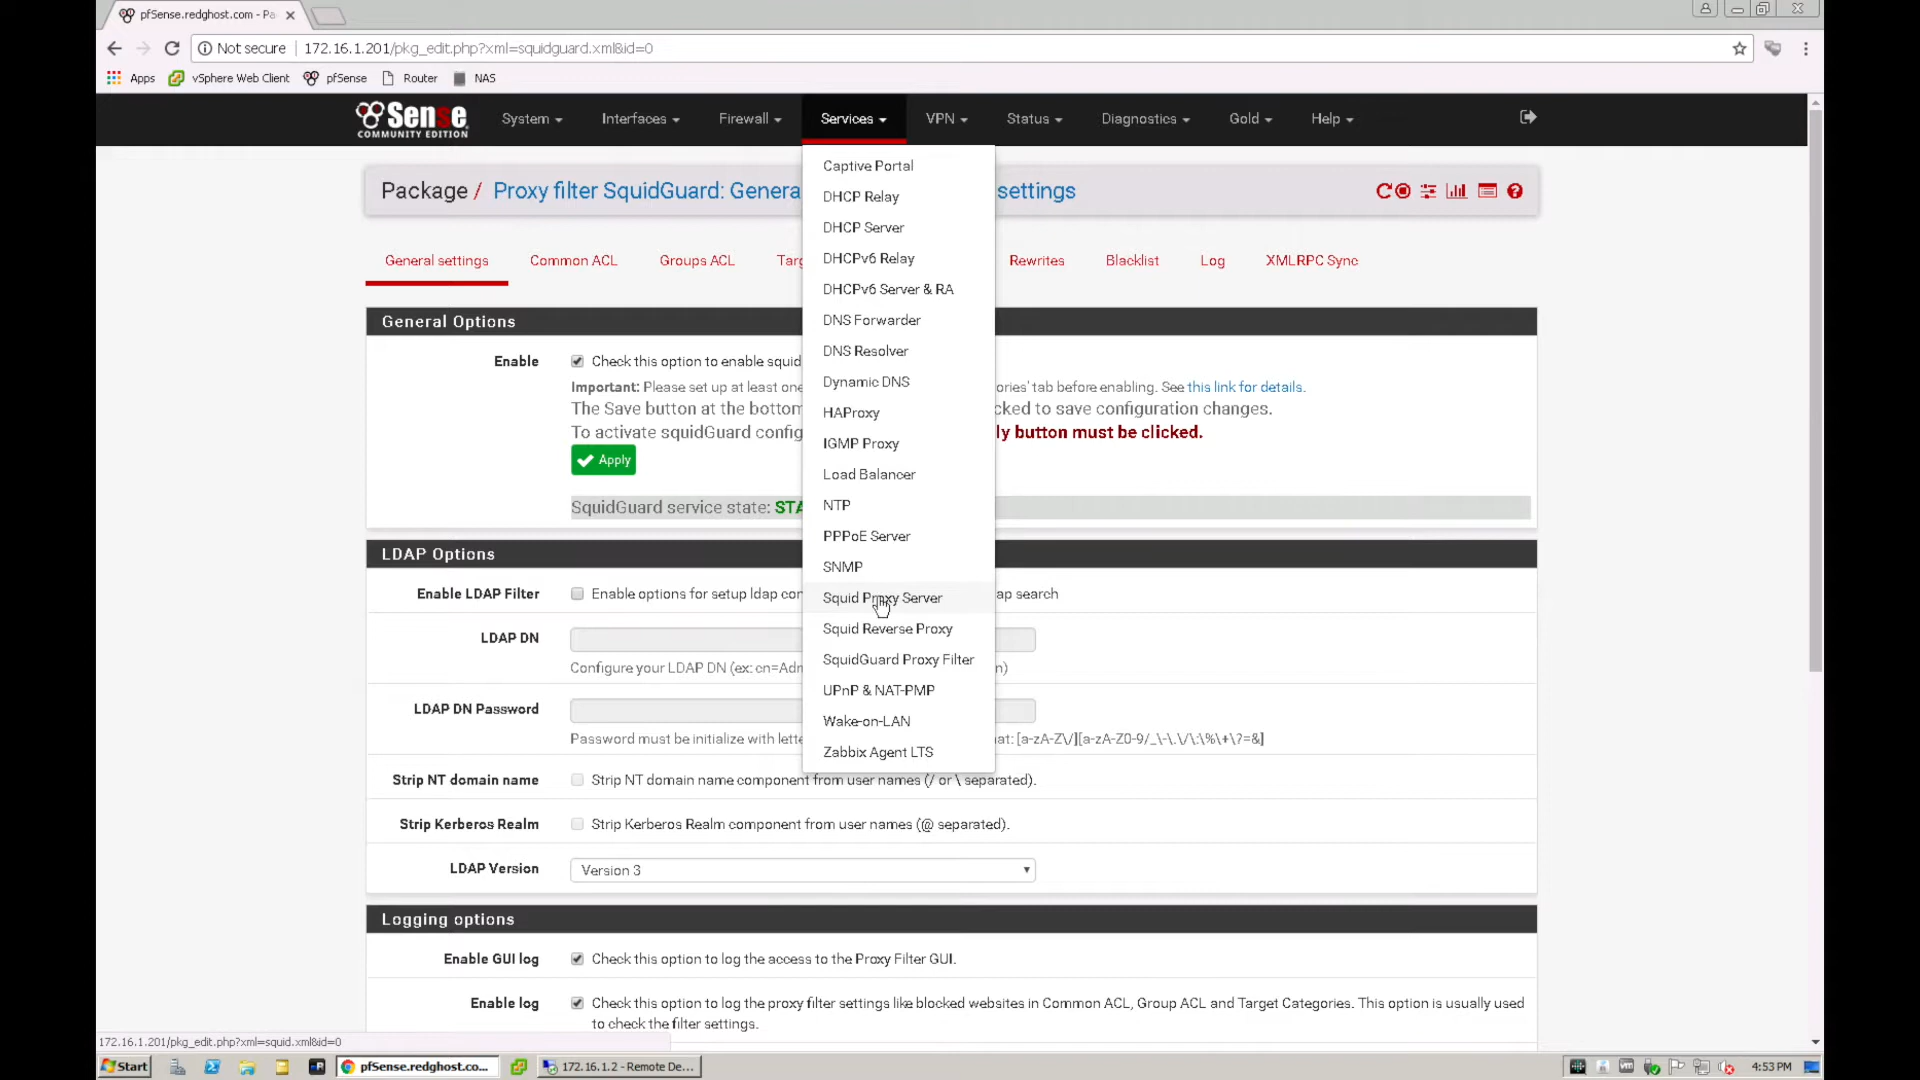 pfSense.redghost.com - Pa
Not secure | 172.16.1.201/pkg_edit.php?xml=squidguard.xml&id=0
Apps vSphere Web Client pfSense Router NAS
Sense COMMUNITY EDITION System Interfaces Firewall Services VPN Status Diagnostics Gold Help
Captive Portal
DHCP Relay
DHCP Server
DHCPv6 Relay
DHCPv6 Server & RA
DNS Forwarder
DNS Resolver
Dynamic DNS
HAProxy
IGMP Proxy
Load Balancer
NTP
PPPoE Server
SNMP
Squid Proxy Server
Squid Reverse Proxy
SquidGuard Proxy Filter
UPnP & NAT-PMP
Wake-on-LAN
Zabbix Agent LTS
Package / Proxy filter SquidGuard: Genera settings
General settings Common ACL Groups ACL Targ Rewrites Blacklist Log XMLRPC Sync
General Options
Enable Check this option to enable squid
Important: Please set up at least one ories' tab before enabling. See this link for details.
The Save button at the bottom cked to save configuration changes.
To activate squidGuard config ly button must be clicked.
Apply
SquidGuard service state: STA
LDAP Options
Enable LDAP Filter Enable options for setup ldap con ap search
LDAP DN
Configure your LDAP DN (ex: cn=Adm n)
LDAP DN Password
Password must be initialize with lette nat: [a-zA-Z\/][a-zA-Z0-9/_\-\.\/\:\%\+\?=&]
Strip NT domain name Strip NT domain name component from user names (/ or \ separated).
Strip Kerberos Realm Strip Kerberos Realm component from user names (@ separated).
LDAP Version Version 3
Logging options
Enable GUI log Check this option to log the access to the Proxy Filter GUI.
Enable log Check this option to log the proxy filter settings like blocked websites in Common ACL, Group ACL and Target Categories. This option is usually used
to check the filter settings.
172.16.1.201/pkg_edit.php?xml=squid.xml&id=0
Start pfSense.redghost.co... 172.16.1.2 - Remote De... 4:53 PM